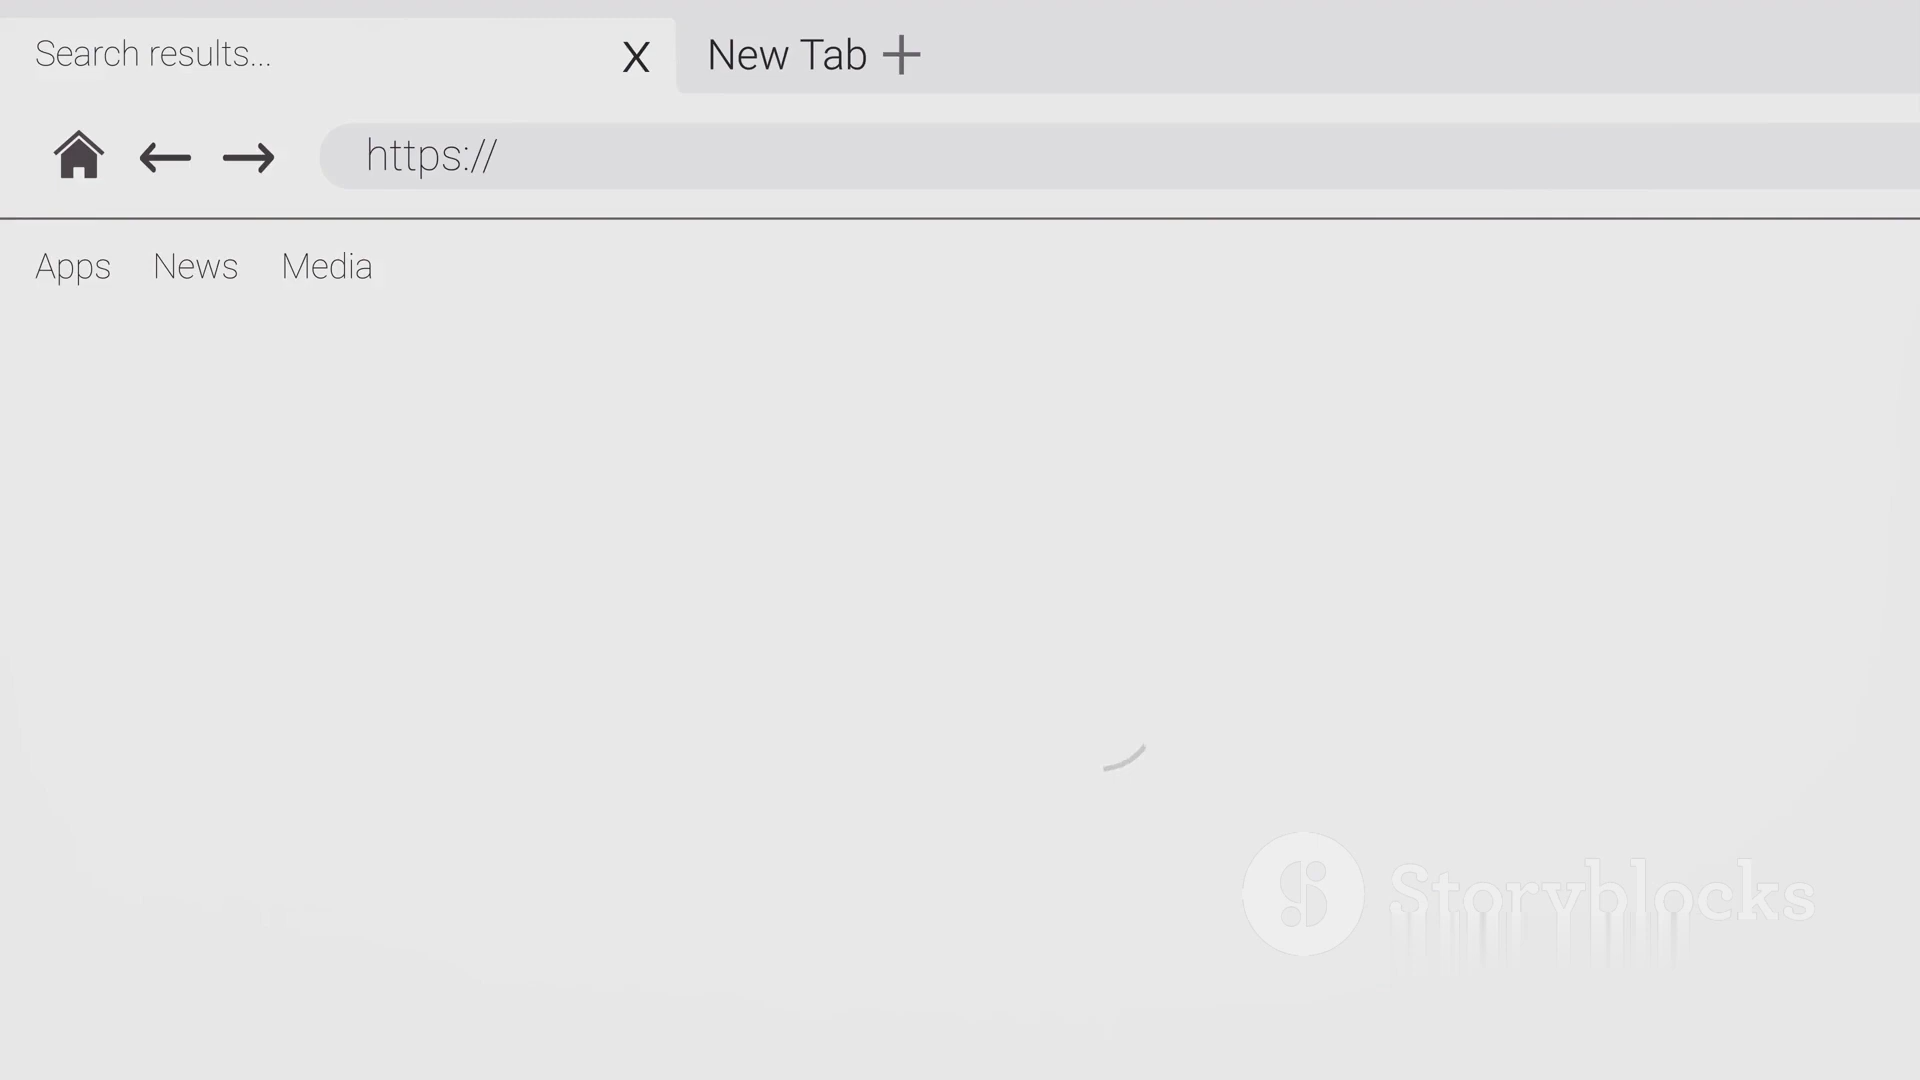 Search results...
X
New Tab +
https://
Apps News Media
Storyblocks